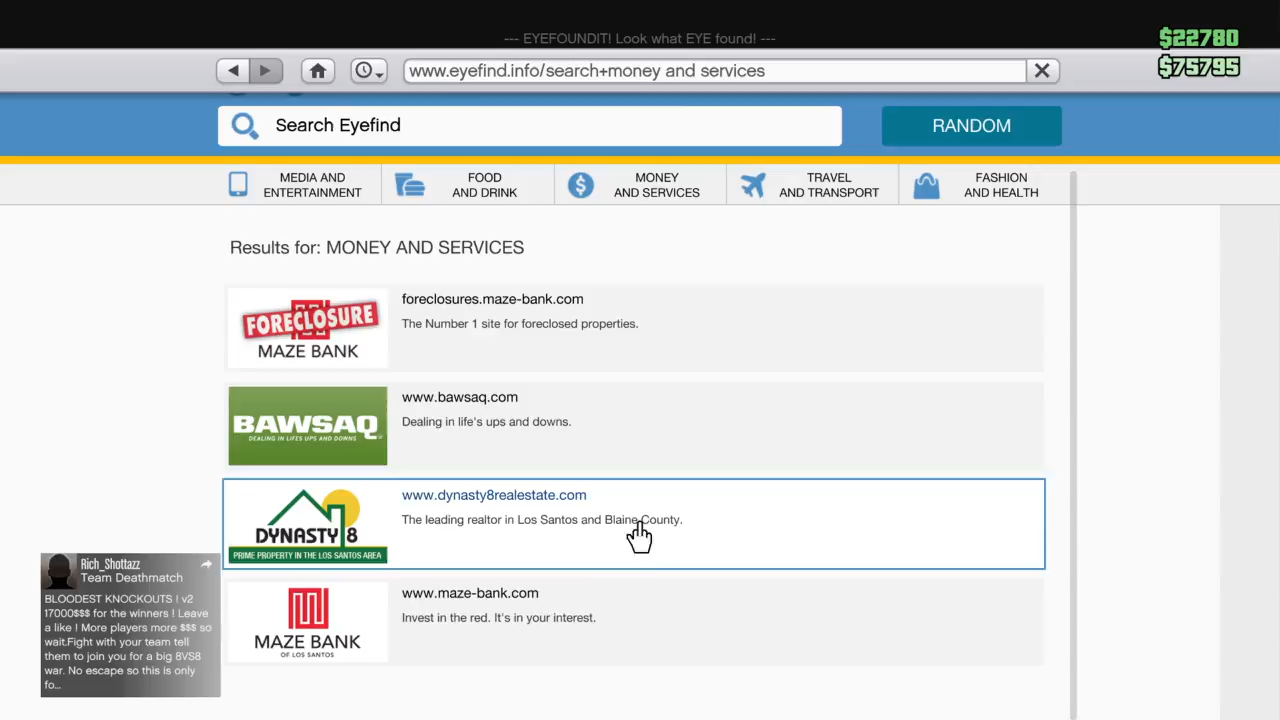 --- EYEFOUNDIT! Look what EYE found! ---
$22780
$75795
www.eyefind.info/search+money and services
Search Eyefind
RANDOM
MEDIA AND
ENTERTAINMENT
FOOD
AND DRINK
MONEY
AND SERVICES
TRAVEL
AND TRANSPORT
FASHION
AND HEALTH
Results for: MONEY AND SERVICES
FORECLOSURE
MAZE BANK
foreclosures.maze-bank.com
The Number 1 site for foreclosed properties.
BAWSAQ
DEALING IN LIFES UPS AND DOWNS
www.bawsaq.com
Dealing in life's ups and downs.
DYNASTY 8
PRIME PROPERTY IN THE LOS SANTOS AREA
www.dynasty8realestate.com
The leading realtor in Los Santos and Blaine County.
MAZE BANK
OF LOS SANTOS
www.maze-bank.com
Invest in the red. It's in your interest.
Rich_Shottazz
Team Deathmatch
BLOODEST KNOCKOUTS ! v2
17000$$$ for the winners ! Leave
a like ! More players more $$$ so
wait.Fight with your team tell
them to join you for a big 8VS8
war. No escape so this is only
fo...